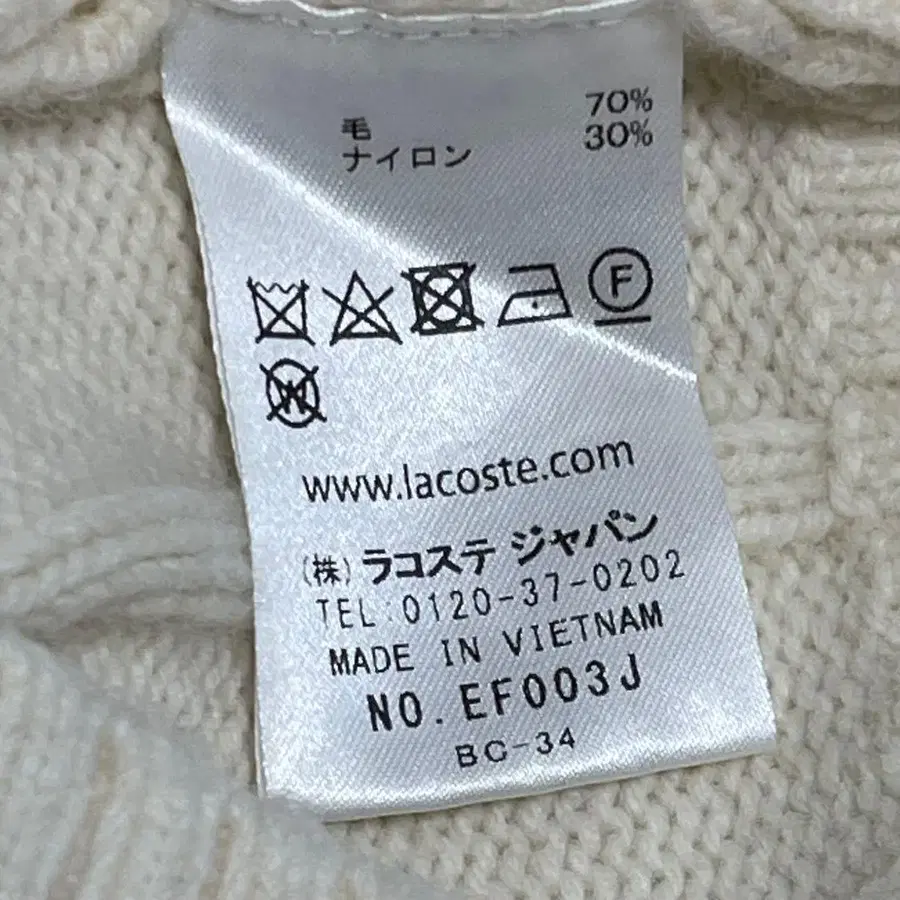 毛 70%
ナイロン 30%
F
W
www.lacoste.com
(株) ラコステ ジャパン
TEL:0120-37-0202
MADE IN VIETNAM
NO. EF003J
BC-34